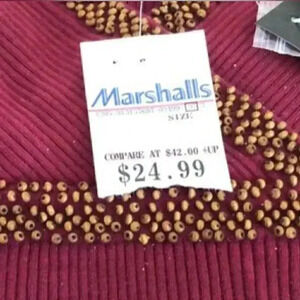 Marshalls
SIZE
COMPARE AT $42.00 +UP
$24.99